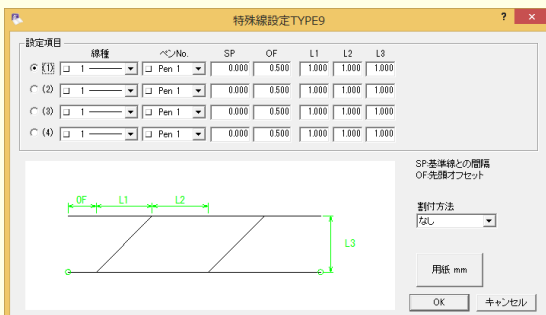 特殊線設定TYPE9
? ×
設定項目
線種 ペンNo. SP OF L1 L2 L3
(1) 1 Pen 1 0.000 0.500 1.000 1.000 1.000
(2) 1 Pen 1 0.000 0.500 1.000 1.000 1.000
(3) 1 Pen 1 0.000 0.500 1.000 1.000 1.000
(4) 1 Pen 1 0.000 0.500 1.000 1.000 1.000
SP:基準線との間隔
OF:先頭オフセット
OF L1 L2
L3
割付方法
なし
用紙 mm
OK キャンセル